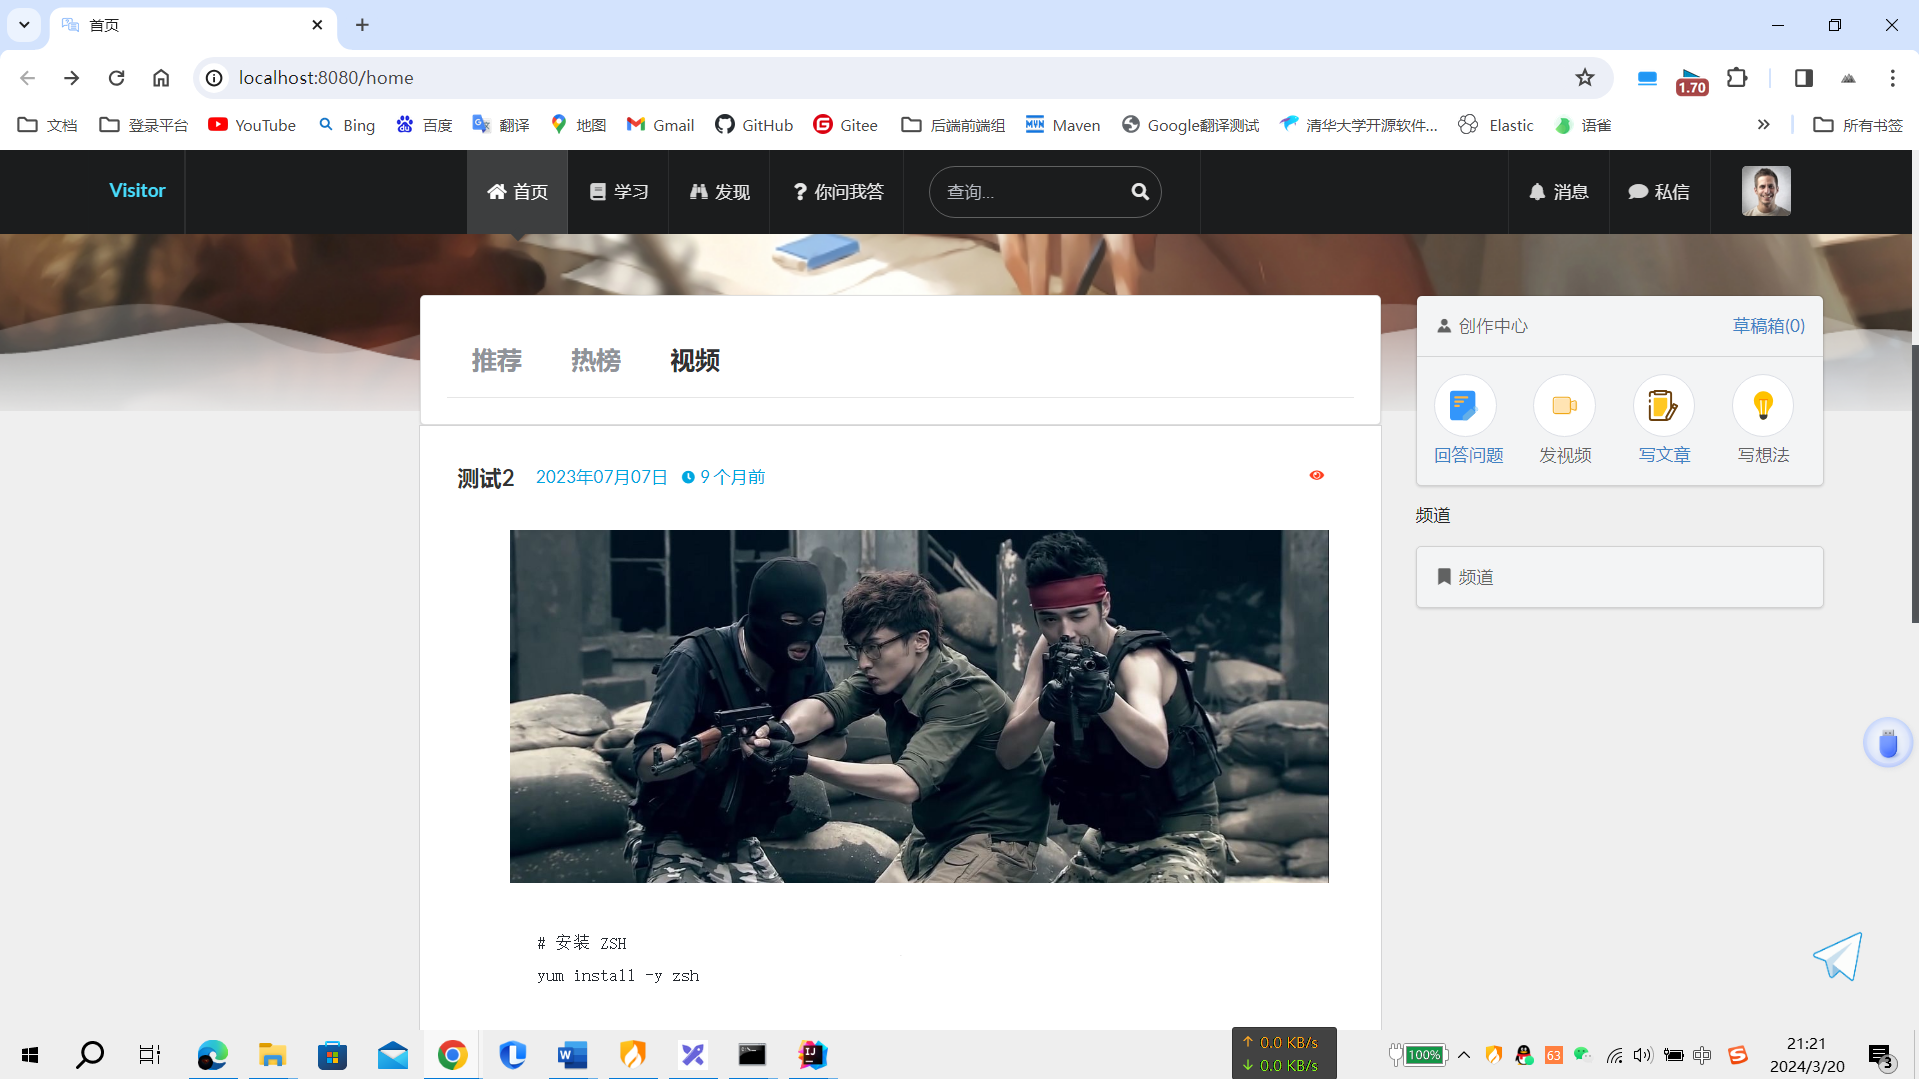 首页
localhost:8080/home
1.70
文档 登录平台 YouTube Bing 百度 翻译 地图 Gmail GitHub Gitee 后端前端组 Maven Google翻译测试 清华大学开源软件... Elastic 语雀 » 所有书签
Visitor 首页 学习 发现 你问我答 查询... 消息 私信
推荐 热榜 视频
创作中心 草稿箱(0)
回答问题 发视频 写文章 写想法
测试2 2023年07月07日 9 个月前
频道
频道
# 安装 ZSH
yum install -y zsh
↑ 0.0 KB/s
↓ 0.0 KB/s
100%
63
中
21:21
2024/3/20
3